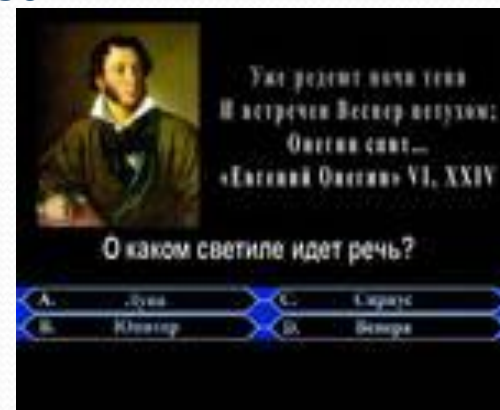 Уже редеют ночи тени
И встречен Веспер петухом;
Онегин спит...
«Евгений Онегин» VI, XXIV
О каком светиле идет речь?
A. Луна
C. Сириус
B. Юпитер
D. Венера